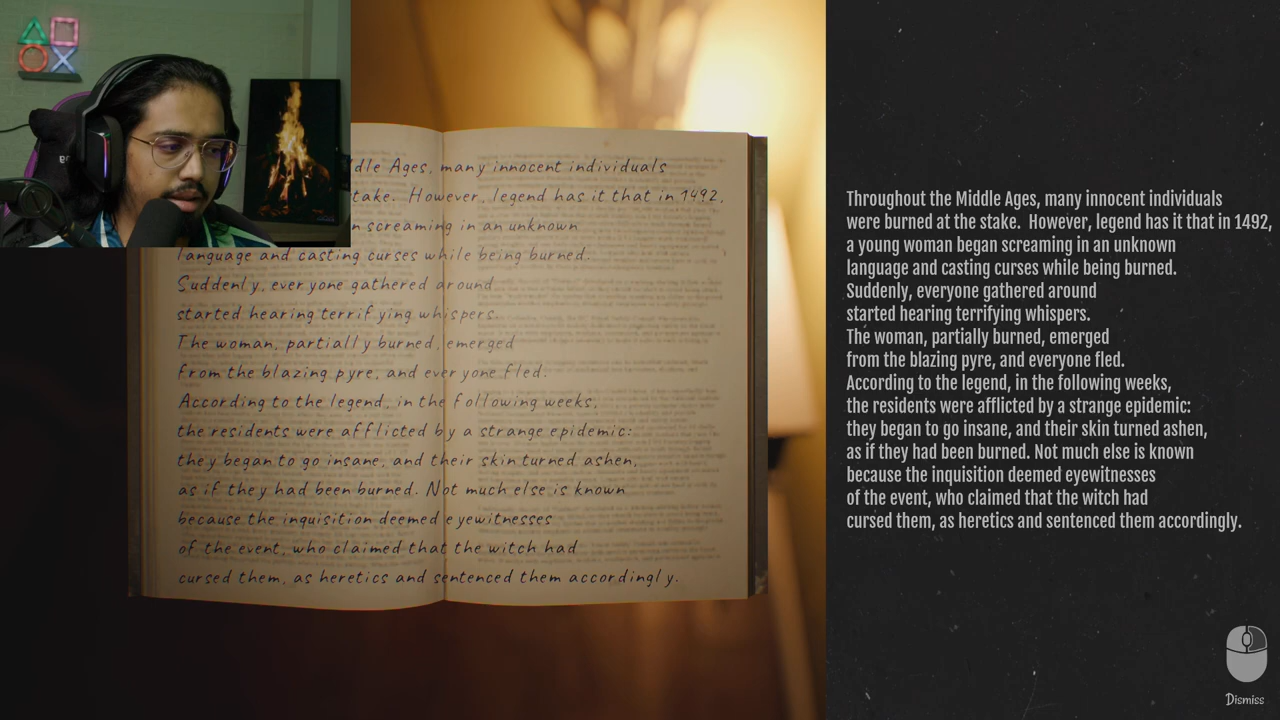 ddle Ages, many innocent individuals
take. However, legend has it that in 1492,
n screaming in an unknown
language and casting curses while being burned.
Suddenly, everyone gathered around
started hearing terrifying whispers.
The woman, partially burned, emerged
from the blazing pyre, and everyone fled.
According to the legend, in the following weeks,
the residents were afflicted by a strange epidemic:
they began to go insane, and their skin turned ashen,
as if they had been burned. Not much else is known
because the inquisition deemed eyewitnesses
of the event, who claimed that the witch had
cursed them, as heretics and sentenced them accordingly.
Throughout the Middle Ages, many innocent individuals
were burned at the stake. However, legend has it that in 1492,
a young woman began screaming in an unknown
language and casting curses while being burned.
Suddenly, everyone gathered around
started hearing terrifying whispers.
The woman, partially burned, emerged
from the blazing pyre, and everyone fled.
According to the legend, in the following weeks,
the residents were afflicted by a strange epidemic:
they began to go insane, and their skin turned ashen,
as if they had been burned. Not much else is known
because the inquisition deemed eyewitnesses
of the event, who claimed that the witch had
cursed them, as heretics and sentenced them accordingly.
Dismiss